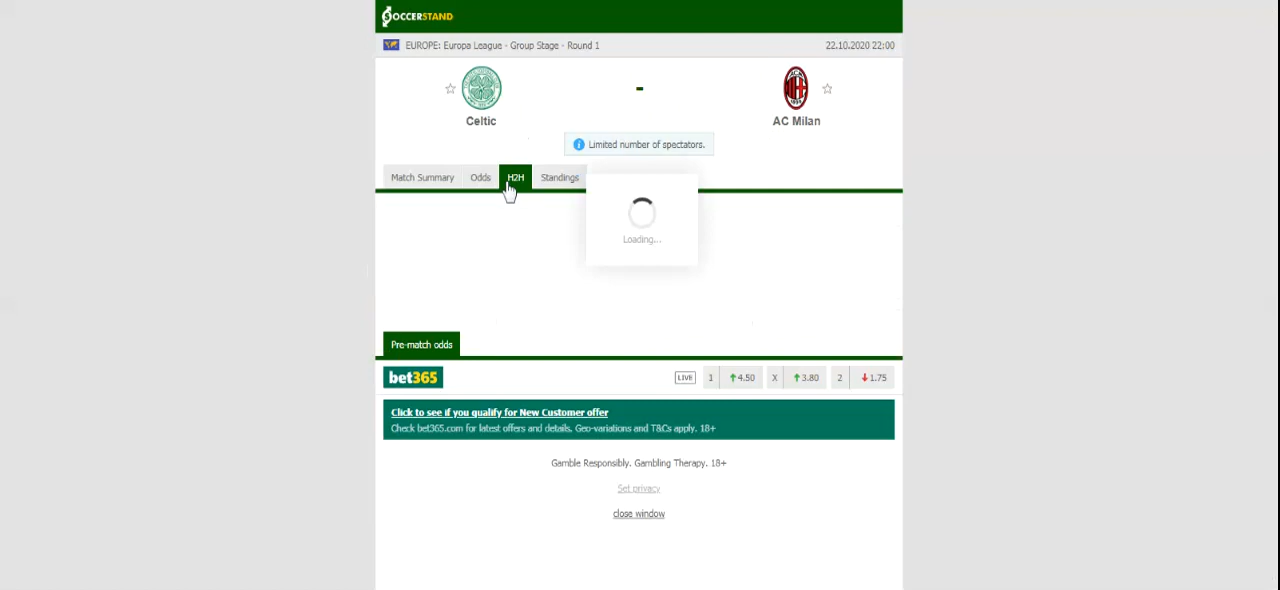 SOCCERSTAND
EUROPE: Europa League - Group Stage - Round 1 22.10.2020 22:00
-
Celtic AC Milan
Limited number of spectators.
Match Summary Odds H2H Standings
Loading...
Pre-match odds
bet365 LIVE 1 4.50 X 3.80 2 1.75
Click to see if you qualify for New Customer offer
Check bet365.com for latest offers and details. Geo-variations and T&Cs apply. 18+
Gamble Responsibly. Gambling Therapy. 18+
Set privacy
close window